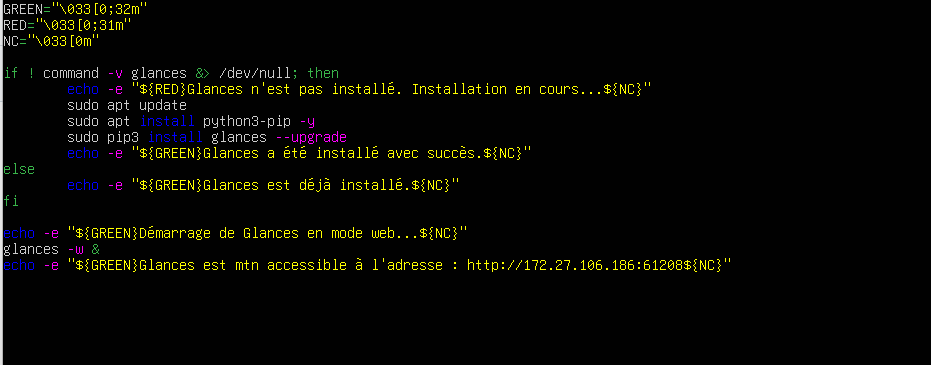 GREEN="\033[0;32m"
RED="\033[0;31m"
NC="\033[0m"
if ! command -v glances &> /dev/null; then
echo -e "${RED}Glances n'est pas installé. Installation en cours...${NC}"
sudo apt update
sudo apt install python3-pip -y
sudo pip3 install glances --upgrade
echo -e "${GREEN}Glances a été installé avec succès.${NC}"
else
echo -e "${GREEN}Glances est déjà installé.${NC}"
fi
echo -e "${GREEN}Démarrage de Glances en mode web...${NC}"
glances -w &
echo -e "${GREEN}Glances est mtn accessible à l'adresse : http://172.27.106.186:61208${NC}"